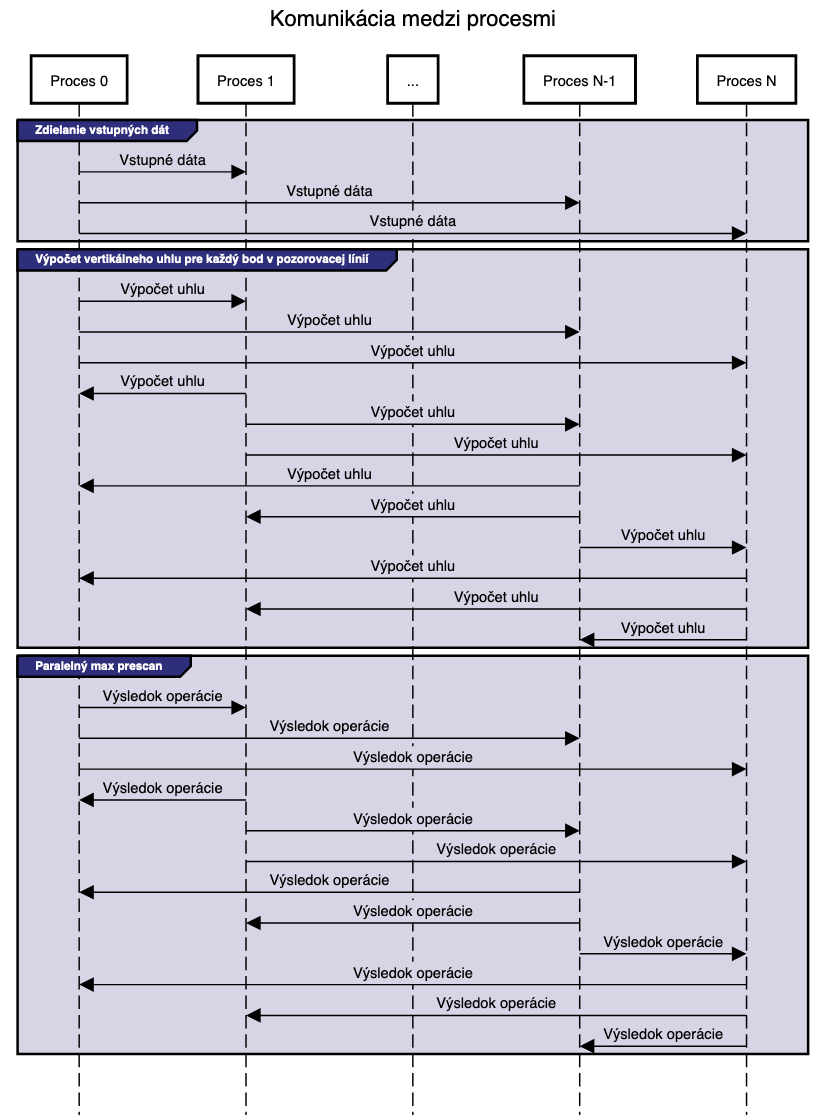 Komunikácia medzi procesmi
Proces 0
Proces 1
...
Proces N-1
Proces N
Zdielanie vstupných dát
Vstupné dáta
Vstupné dáta
Vstupné dáta
Výpočet vertikálneho uhlu pre každý bod v pozorovacej línií
Výpočet uhlu
Výpočet uhlu
Výpočet uhlu
Výpočet uhlu
Výpočet uhlu
Výpočet uhlu
Výpočet uhlu
Výpočet uhlu
Výpočet uhlu
Výpočet uhlu
Výpočet uhlu
Výpočet uhlu
Paralelný max prescan
Výsledok operácie
Výsledok operácie
Výsledok operácie
Výsledok operácie
Výsledok operácie
Výsledok operácie
Výsledok operácie
Výsledok operácie
Výsledok operácie
Výsledok operácie
Výsledok operácie
Výsledok operácie